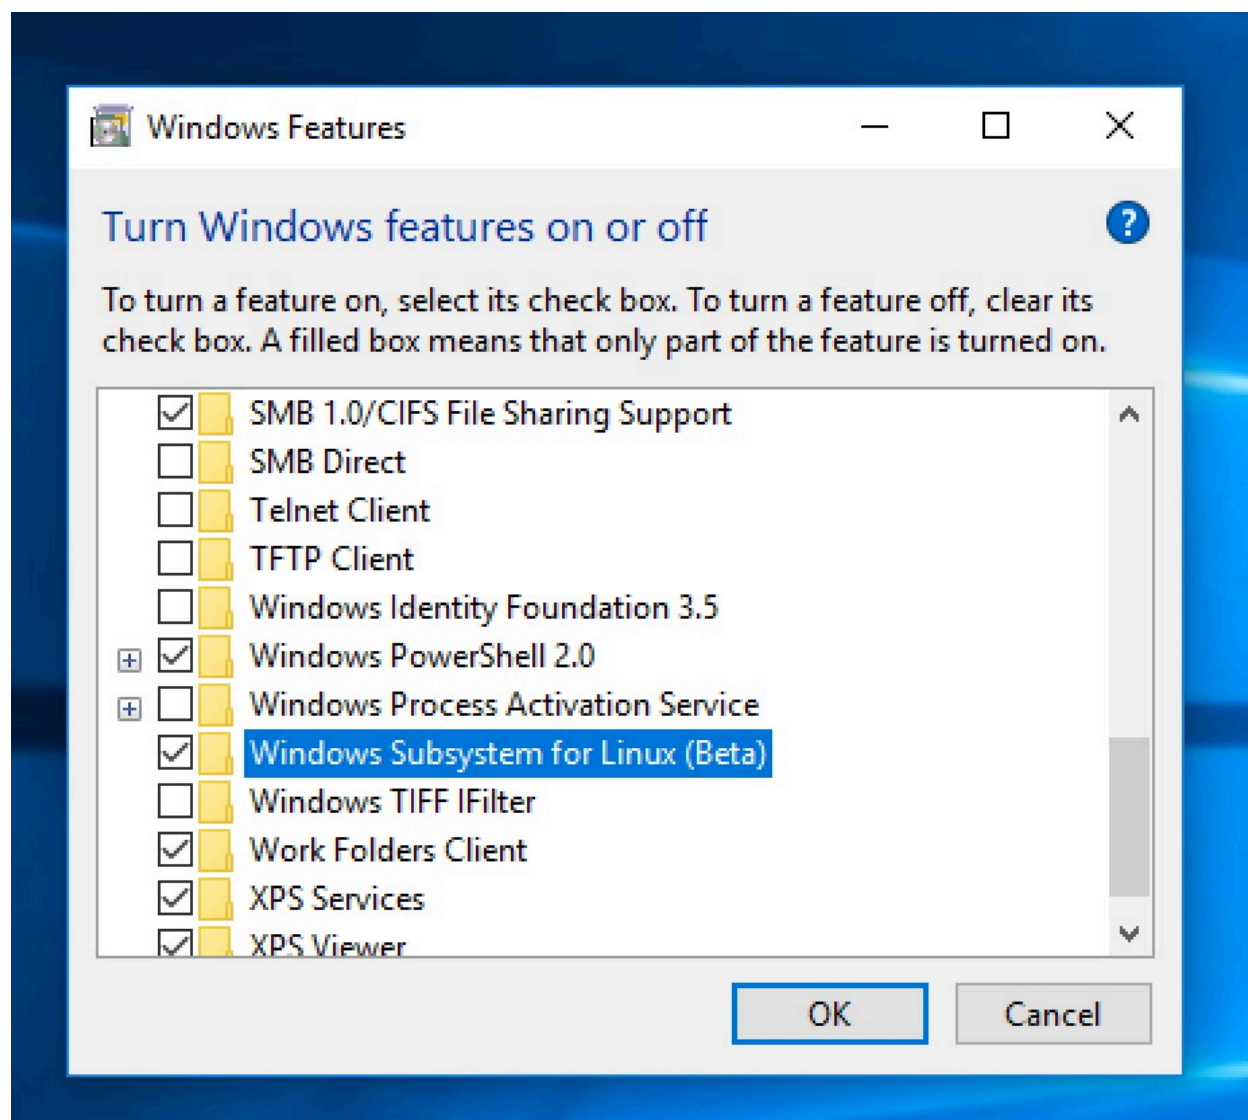 Windows Features
Turn Windows features on or off
?
To turn a feature on, select its check box. To turn a feature off, clear its
check box. A filled box means that only part of the feature is turned on.
SMB 1.0/CIFS File Sharing Support
SMB Direct
Telnet Client
TFTP Client
Windows Identity Foundation 3.5
Windows PowerShell 2.0
Windows Process Activation Service
Windows Subsystem for Linux (Beta)
Windows TIFF IFilter
Work Folders Client
XPS Services
XPS Viewer
OK
Cancel